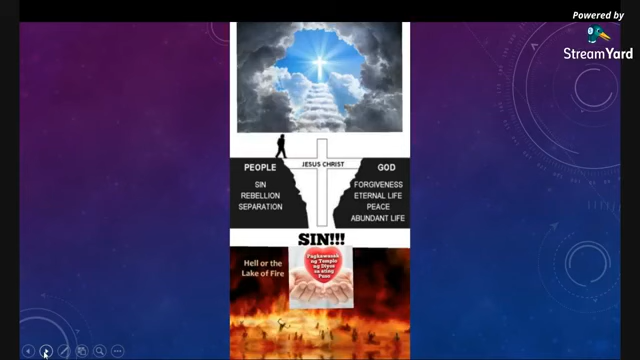 Powered by
StreamYard
JESUS CHRIST
PEOPLE
GOD
SIN
REBELLION
SEPARATION
FORGIVENESS
ETERNAL LIFE
PEACE
ABUNDANT LIFE
SIN!!!
Hell or the
Lake of Fire
Pagkawasak
ng Templo
ng Diyos
sa ating
Puso